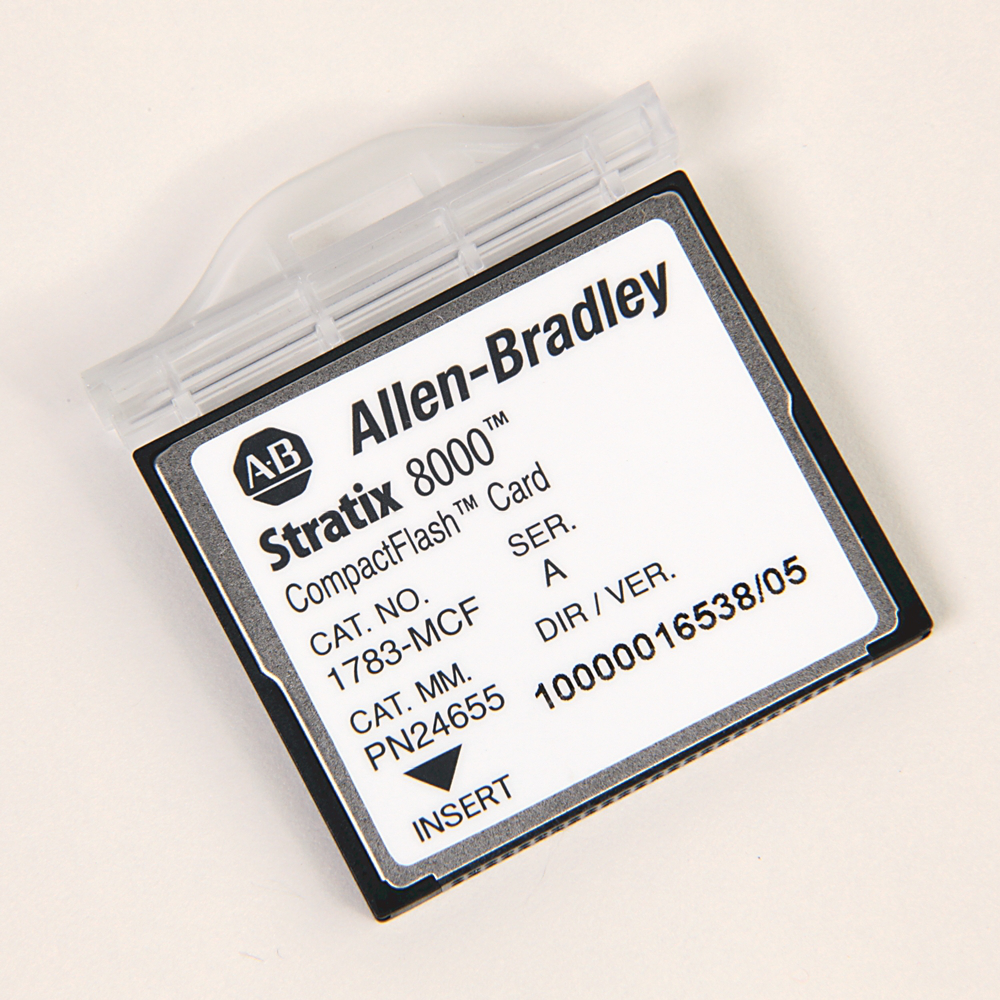 A·B Allen-Bradley
Stratix 8000™
CompactFlash™ Card
CAT. NO. SER.
1783-MCF A
CAT. MM. DIR / VER.
PN24655 10000016538/05
INSERT